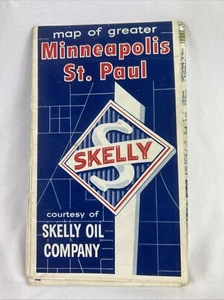 map of greater
Minneapolis
St. Paul
S
SKELLY
courtesy of
SKELLY OIL
COMPANY